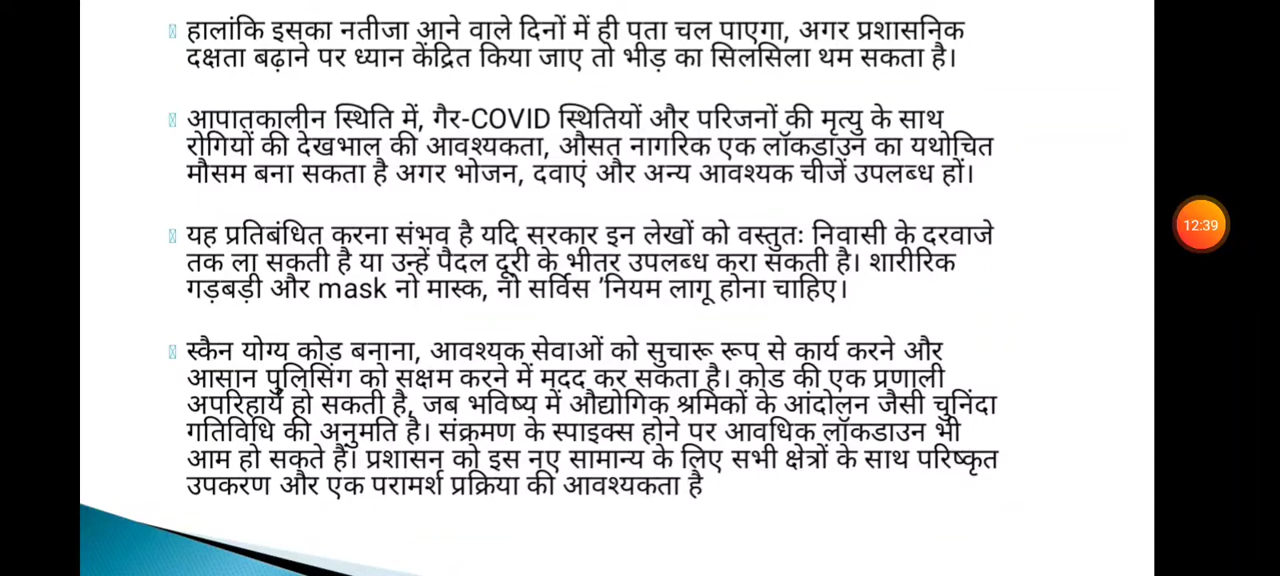 हालांकि इसका नतीजा आने वाले दिनों में ही पता चल पाएगा, अगर प्रशासनिक
दक्षता बढ़ाने पर ध्यान केंद्रित किया जाए तो भीड़ का सिलसिला थम सकता है।
आपातकालीन स्थिति में, गैर-COVID स्थितियों और परिजनों की मृत्यु के साथ
रोगियों की देखभाल की आवश्यकता, औसत नागरिक एक लॉकडाउन का यथोचित
मौसम बना सकता है अगर भोजन, दवाएं और अन्य आवश्यक चीजें उपलब्ध हों।
यह प्रतिबंधित करना संभव है यदि सरकार इन लेखों को वस्तुतः निवासी के दरवाजे
तक ला सकती है या उन्हें पैदल दूरी के भीतर उपलब्ध करा सकती है। शारीरिक
गड़बड़ी और mask नो मास्क, नो सर्विस ’नियम लागू होना चाहिए।
स्कैन योग्य कोड बनाना, आवश्यक सेवाओं को सुचारू रूप से कार्य करने और
आसान पुलिसिंग को सक्षम करने में मदद कर सकता है। कोड की एक प्रणाली
अपरिहार्य हो सकती है, जब भविष्य में औद्योगिक श्रमिकों के आंदोलन जैसी चुनिंदा
गतिविधि की अनुमति है। संक्रमण के स्पाइक्स होने पर आवधिक लॉकडाउन भी
आम हो सकते हैं। प्रशासन को इस नए सामान्य के लिए सभी क्षेत्रों के साथ परिष्कृत
उपकरण और एक परामर्श प्रक्रिया की आवश्यकता है
12:39